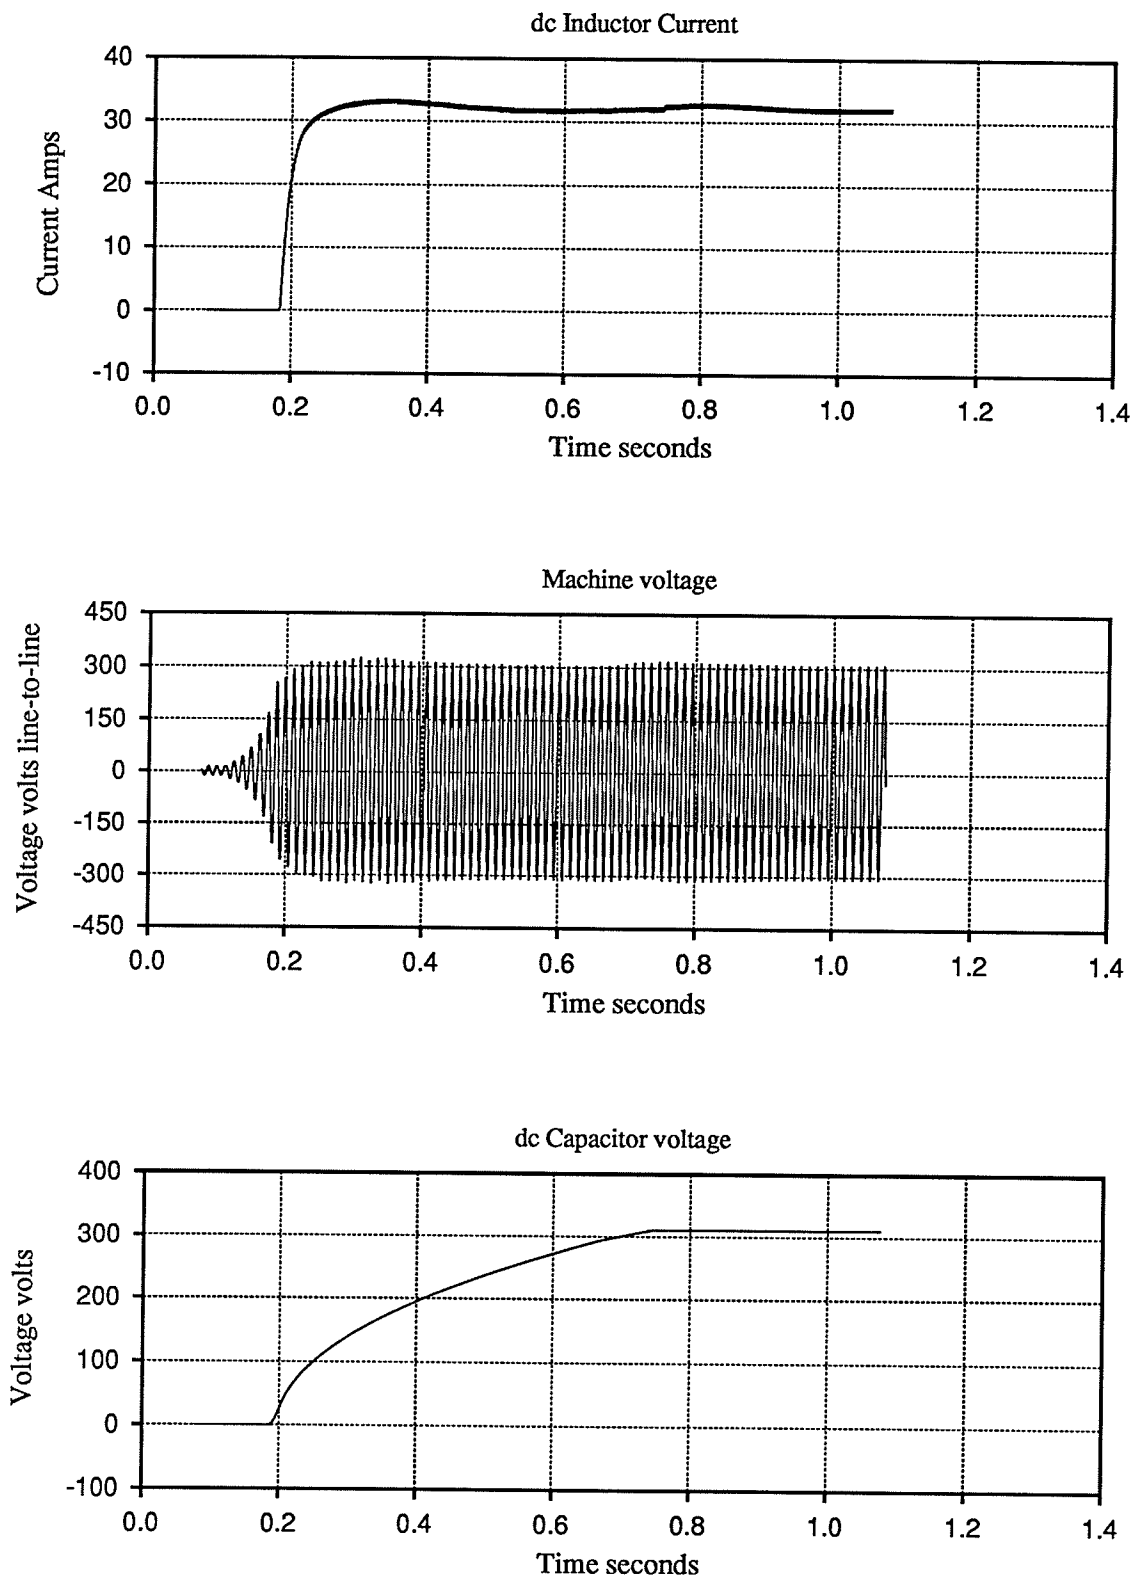 dc Inductor Current
40
30
20
10
0
-10
Current Amps
0.0 0.2 0.4 0.6 0.8 1.0 1.2 1.4
Time seconds
Machine voltage
450
300
150
0
-150
-300
-450
Voltage volts line-to-line
0.0 0.2 0.4 0.6 0.8 1.0 1.2 1.4
Time seconds
dc Capacitor voltage
400
300
200
100
0
-100
Voltage volts
0.0 0.2 0.4 0.6 0.8 1.0 1.2 1.4
Time seconds